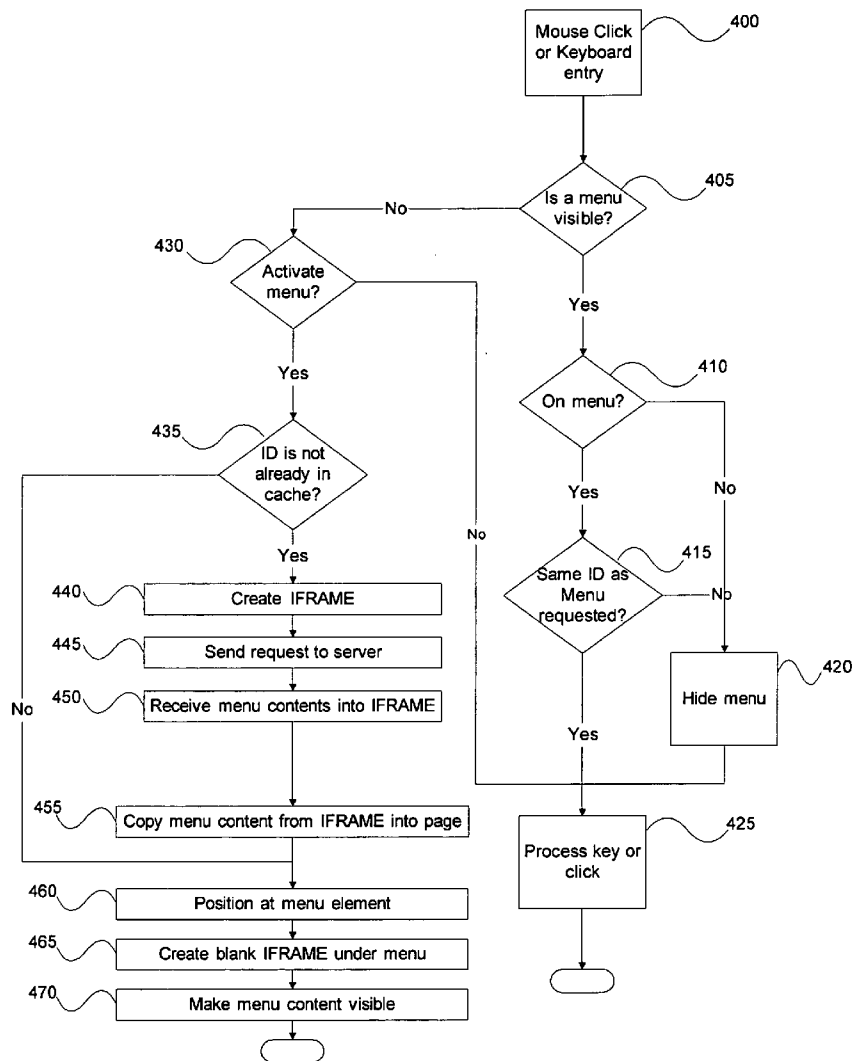 Mouse Click
or Keyboard
entry
400
Is a menu
visible?
405
No
Yes
430
Activate
menu?
Yes
No
410
On menu?
Yes
No
435
ID is not
already in
cache?
Yes
No
415
Same ID as
Menu
requested?
No
Yes
420
Hide menu
440
Create IFRAME
445
Send request to server
450
Receive menu contents into IFRAME
455
Copy menu content from IFRAME into page
425
Process key or
click
460
Position at menu element
465
Create blank IFRAME under menu
470
Make menu content visible